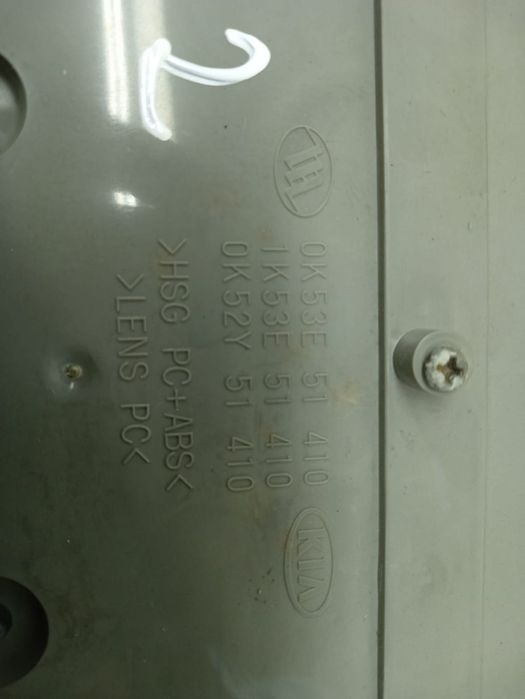 2
0K53E 51 410
1K53E 51 410
0K52Y 51 410
>HSG PC+ABS<
>LENS PC<
KIA